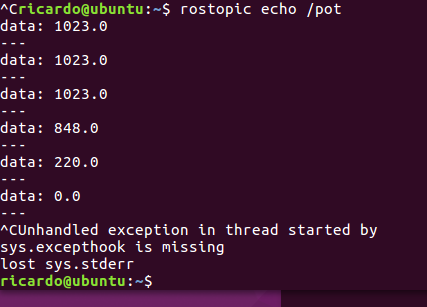 ^Cricardo@ubuntu:~$ rostopic echo /pot
data: 1023.0
---
data: 1023.0
---
data: 1023.0
---
data: 848.0
---
data: 220.0
---
data: 0.0
---
^CUnhandled exception in thread started by
sys.excepthook is missing
lost sys.stderr
ricardo@ubuntu:~$